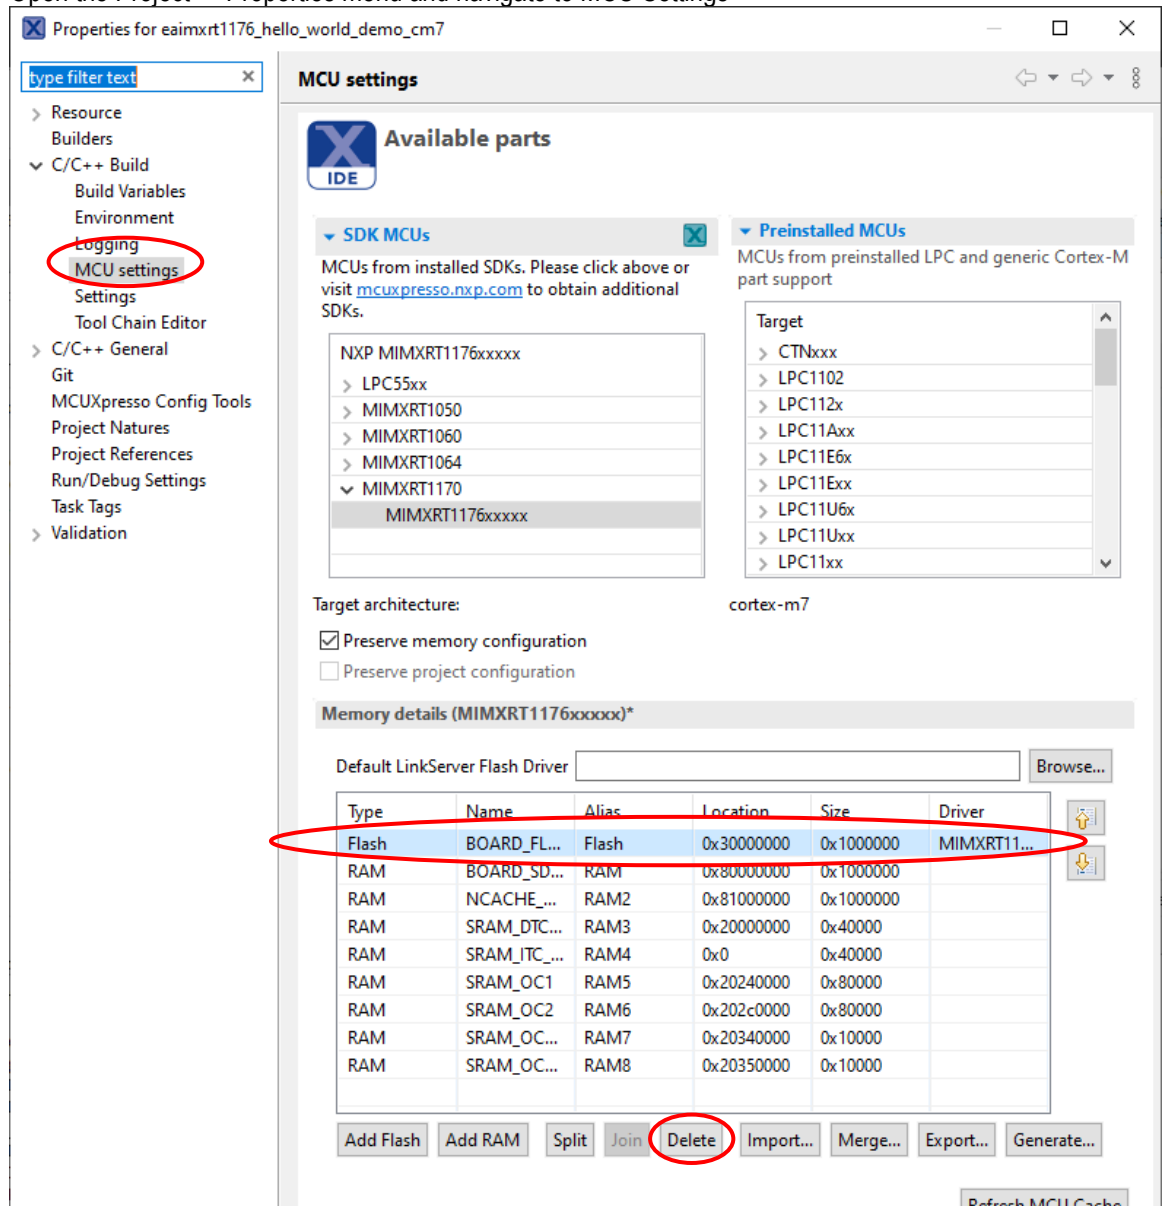 Properties for eaimxrt1176_hello_world_demo_cm7
type filter text
MCU settings
Resource
Builders
C/C++ Build
Build Variables
Environment
Logging
MCU settings
Settings
Tool Chain Editor
C/C++ General
Git
MCUXpresso Config Tools
Project Natures
Project References
Run/Debug Settings
Task Tags
Validation
Available parts
IDE
SDK MCUs
MCUs from installed SDKs. Please click above or
visit mcuxpresso.nxp.com to obtain additional
SDKs.
NXP MIMXRT1176xxxxx
LPC55xx
MIMXRT1050
MIMXRT1060
MIMXRT1064
MIMXRT1170
MIMXRT1176xxxxx
Preinstalled MCUs
MCUs from preinstalled LPC and generic Cortex-M
part support
Target
CTNxxx
LPC1102
LPC112x
LPC11Axx
LPC11E6x
LPC11Exx
LPC11U6x
LPC11Uxx
LPC11xx
Target architecture: cortex-m7
Preserve memory configuration
Preserve project configuration
Memory details (MIMXRT1176xxxxx)*
Default LinkServer Flash Driver Browse...
Type Name Alias Location Size Driver
Flash BOARD_FL... Flash 0x30000000 0x1000000 MIMXRT11...
RAM BOARD_SD... RAM 0x80000000 0x1000000
RAM NCACHE_... RAM2 0x81000000 0x1000000
RAM SRAM_DTC... RAM3 0x20000000 0x40000
RAM SRAM_ITC_... RAM4 0x0 0x40000
RAM SRAM_OC1 RAM5 0x20240000 0x80000
RAM SRAM_OC2 RAM6 0x202c0000 0x80000
RAM SRAM_OC... RAM7 0x20340000 0x10000
RAM SRAM_OC... RAM8 0x20350000 0x10000
Add Flash Add RAM Split Join Delete Import... Merge... Export... Generate...
Refresh MCU Cache